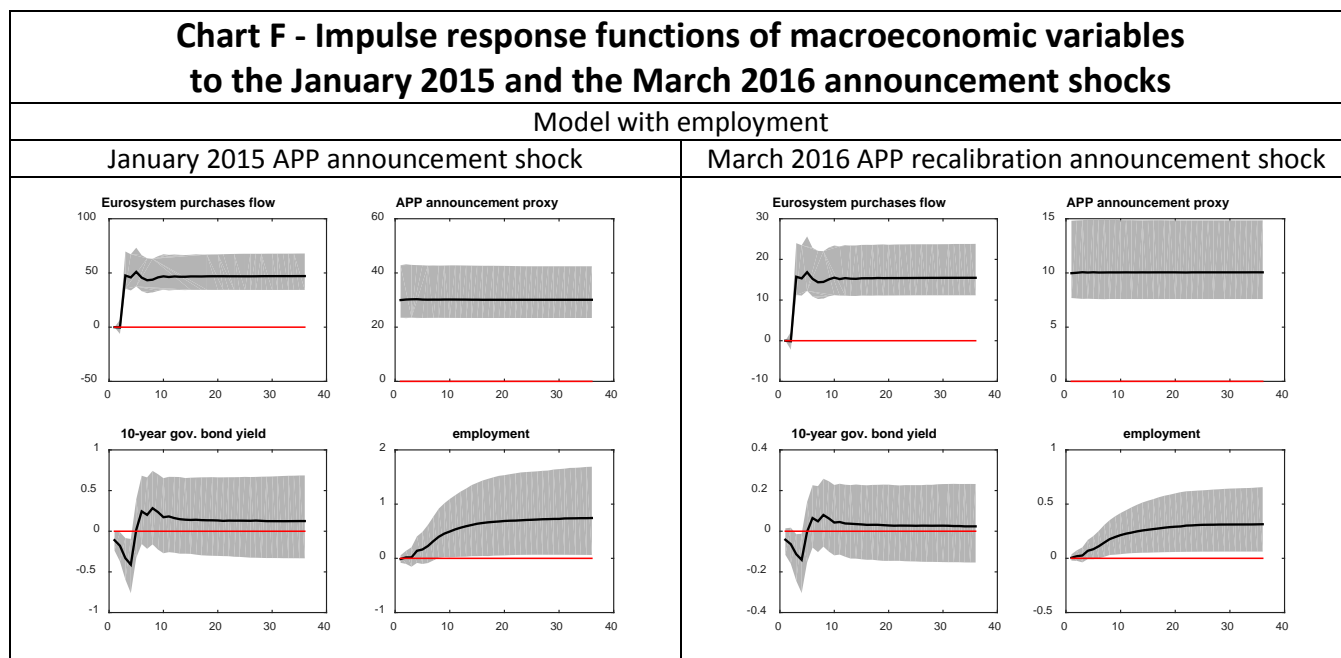 Chart F - Impulse response functions of macroeconomic variables
to the January 2015 and the March 2016 announcement shocks
Model with employment
January 2015 APP announcement shock
March 2016 APP recalibration announcement shock
Eurosystem purchases flow
100
50
0
-50
0 10 20 30 40
APP announcement proxy
60
40
20
0
0 10 20 30 40
10-year gov. bond yield
1
0.5
0
-0.5
-1
0 10 20 30 40
employment
2
1
0
-1
0 10 20 30 40
Eurosystem purchases flow
30
20
10
0
-10
0 10 20 30 40
APP announcement proxy
15
10
5
0
0 10 20 30 40
10-year gov. bond yield
0.4
0.2
0
-0.2
-0.4
0 10 20 30 40
employment
1
0.5
0
-0.5
0 10 20 30 40